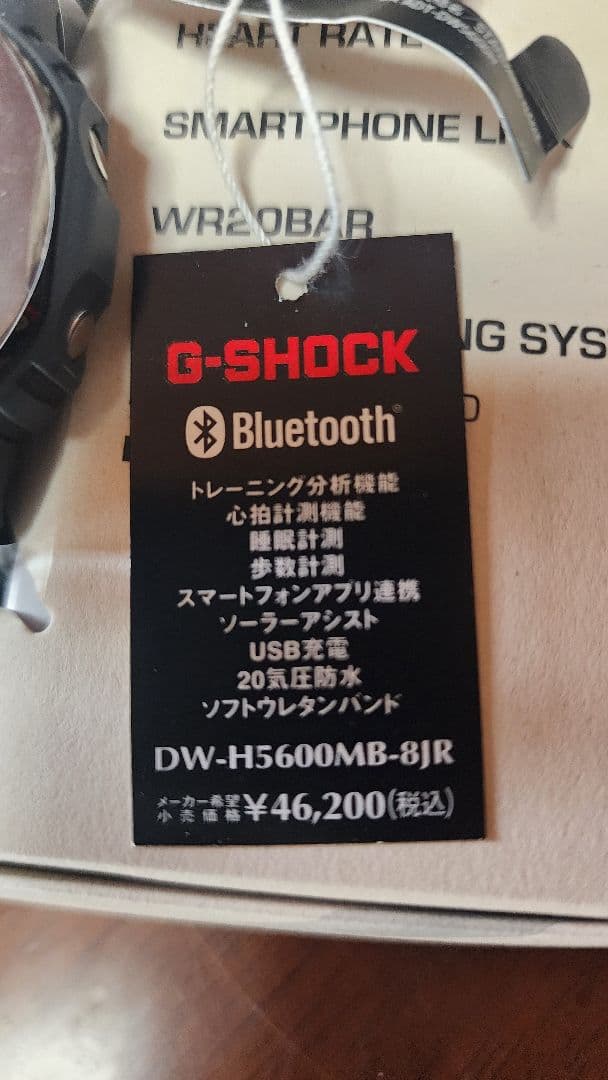 HEART RATE
SMARTPHONE LINK
WR20BAR
NG SYS
G-SHOCK
Bluetooth®
トレーニング分析機能
心拍計測機能
睡眠計測
歩数計測
スマートフォンアプリ連携
ソーラーアシスト
USB充電
20気圧防水
ソフトウレタンバンド
DW-H5600MB-8JR
メーカー希望小売価格 ¥46,200(税込)